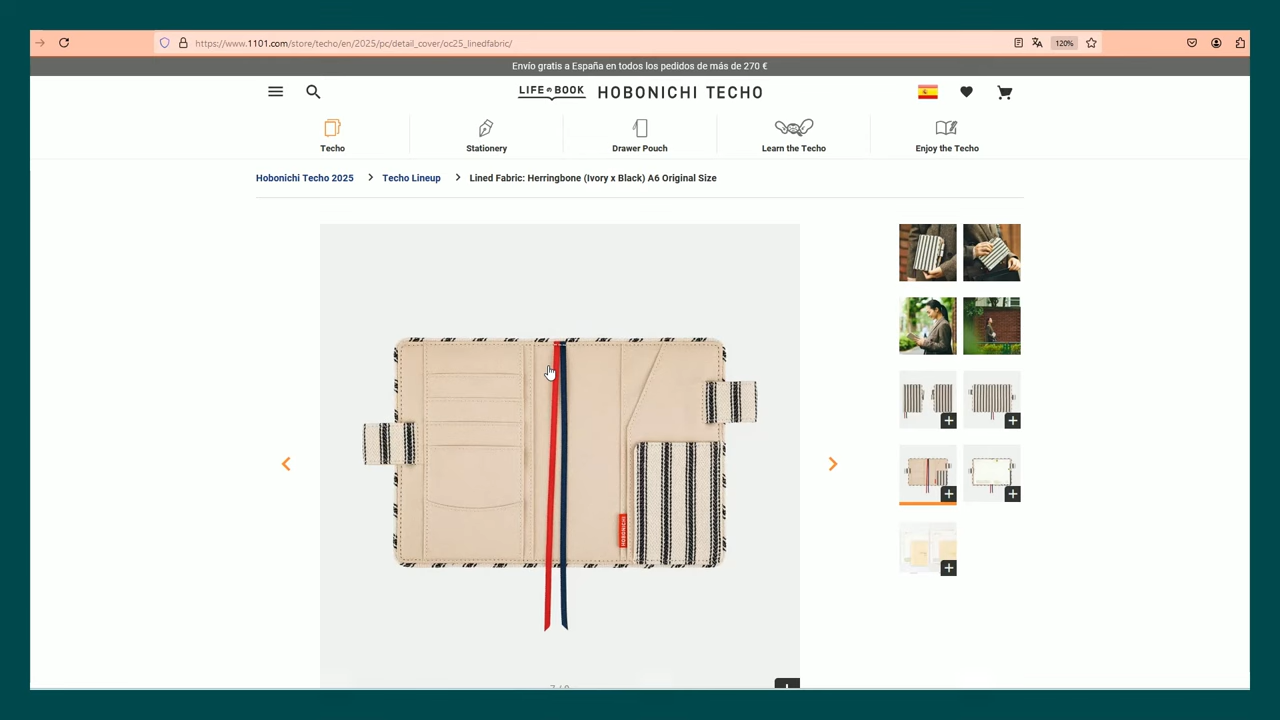 https://www.1101.com/store/techo/en/2025/pc/detail_cover/oc25_linedfabric/
120%
Envío gratis a España en todos los pedidos de más de 270 €
LIFE BOOK HOBONICHI TECHO
Techo
Stationery
Drawer Pouch
Learn the Techo
Enjoy the Techo
Hobonichi Techo 2025 > Techo Lineup > Lined Fabric: Herringbone (Ivory x Black) A6 Original Size
HOBONICHI